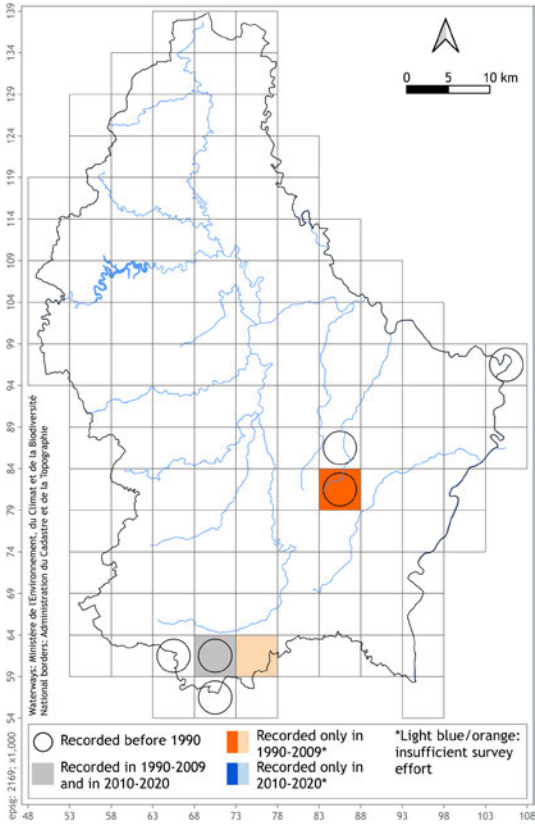 139
134
129
124
119
114
109
104
99
94
89
84
79
74
69
64
59
54
epsg: 2169; x1,000
0 5 10 km
Waterways: Ministère de l'Environnement, du Climat et de la Biodiversité
National borders: Administration du Cadastre et de la Topographie
Recorded before 1990
Recorded in 1990-2009
and in 2010-2020
Recorded only in
1990-2009*
Recorded only in
2010-2020*
*Light blue/orange:
insufficient survey
effort
48 53 58 63 68 73 78 83 88 93 98 103 108